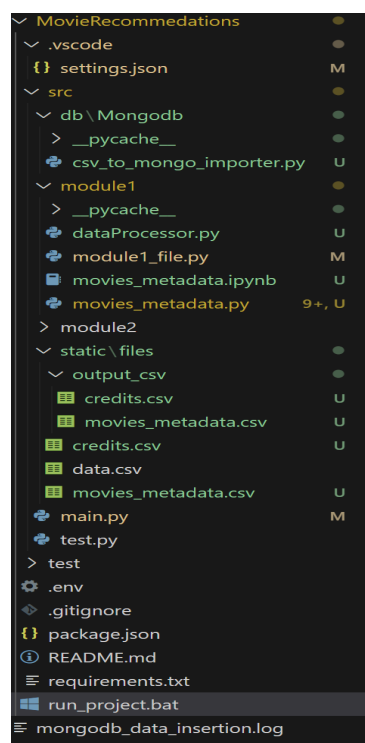 MovieRecommedations
.vscode
{} settings.json M
src
db\Mongodb
__pycache__
csv_to_mongo_importer.py U
module1
__pycache__
dataProcessor.py U
module1_file.py M
movies_metadata.ipynb U
movies_metadata.py 9+, U
module2
static\files
output_csv
credits.csv U
movies_metadata.csv U
credits.csv U
data.csv
movies_metadata.csv U
main.py M
test.py
test
.env
.gitignore
{} package.json
README.md
requirements.txt
run_project.bat
mongodb_data_insertion.log